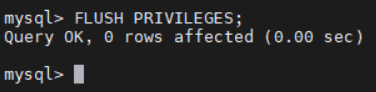 mysql> FLUSH PRIVILEGES;
Query OK, 0 rows affected (0.00 sec)
mysql>